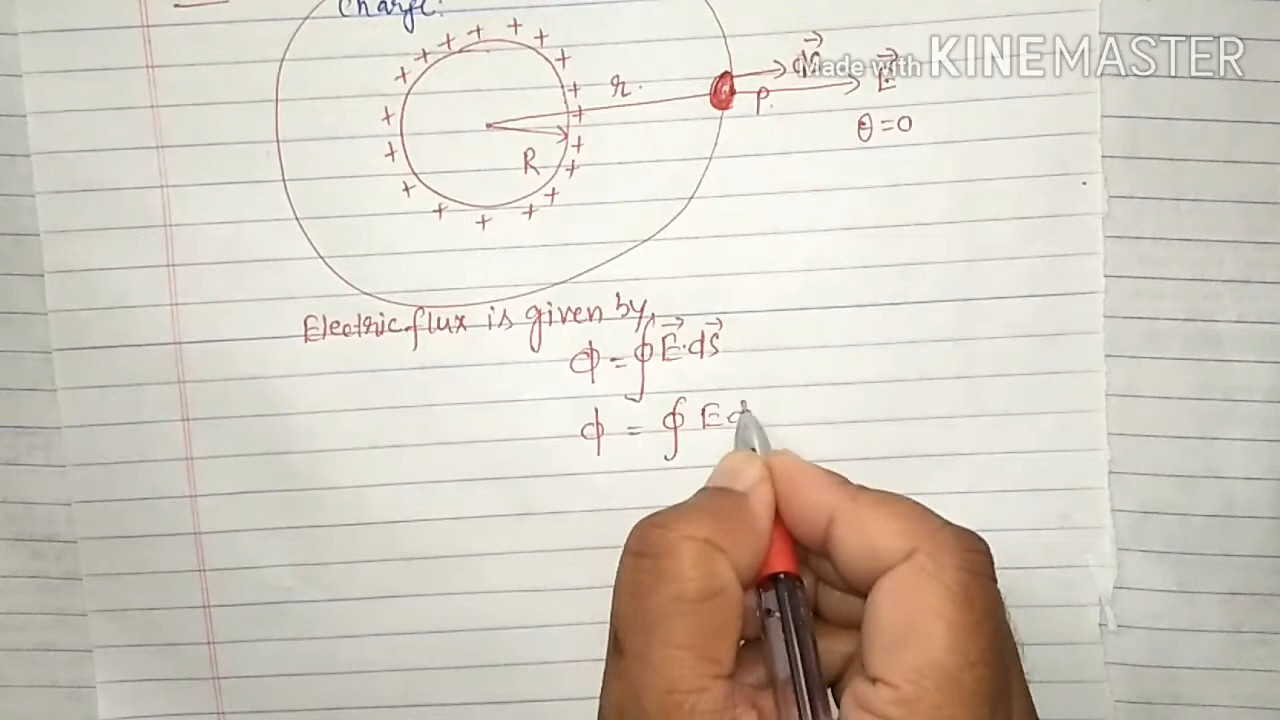 Charge.
Made with KINEMASTER
r.
P.
E
θ = 0
R
+ + + + + + + + + + + + + + + + + + + +
Electric flux is given by,
ϕ = ∮ E⃗·dS⃗
ϕ = ∮ E d